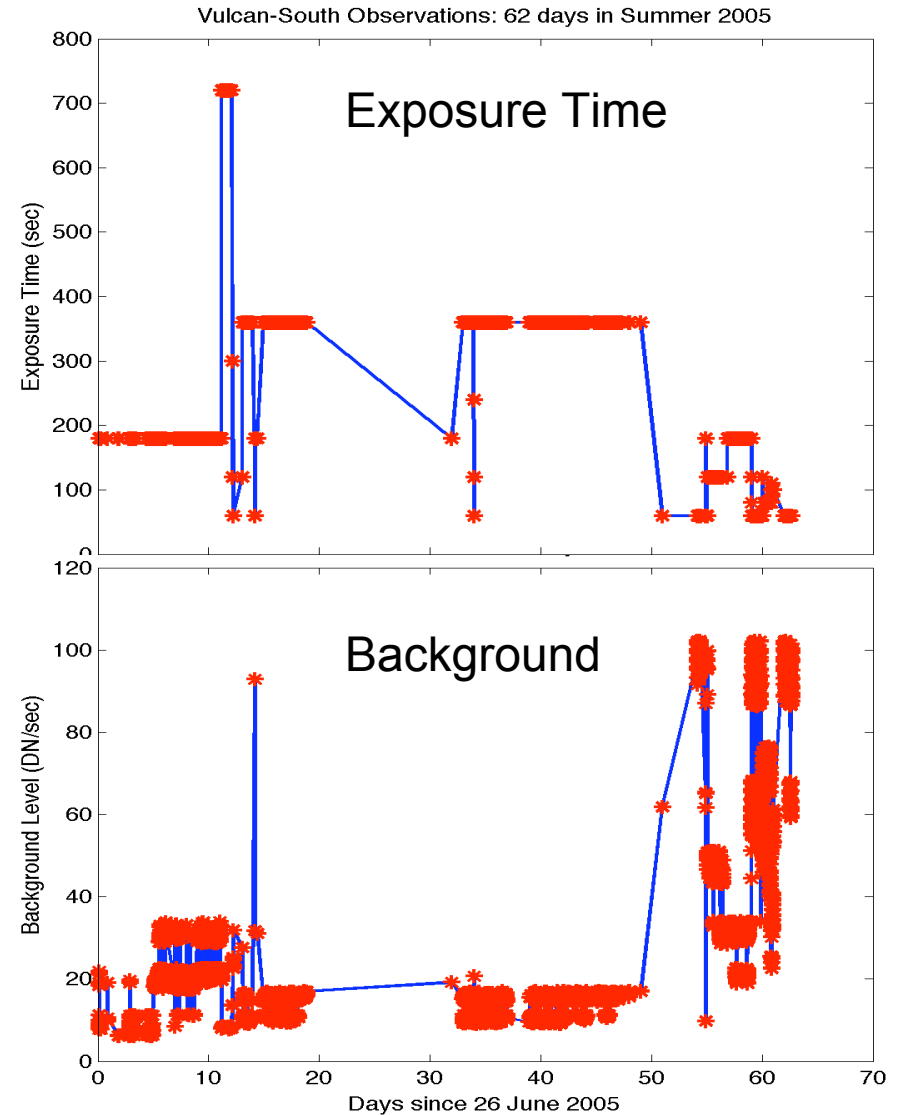 Vulcan-South Observations: 62 days in Summer 2005
800
700
600
500
400
300
200
100
0
Exposure Time (sec)
Exposure Time
120
100
80
60
40
20
0
Background Level (DN/sec)
Background
0 10 20 30 40 50 60 70
Days since 26 June 2005